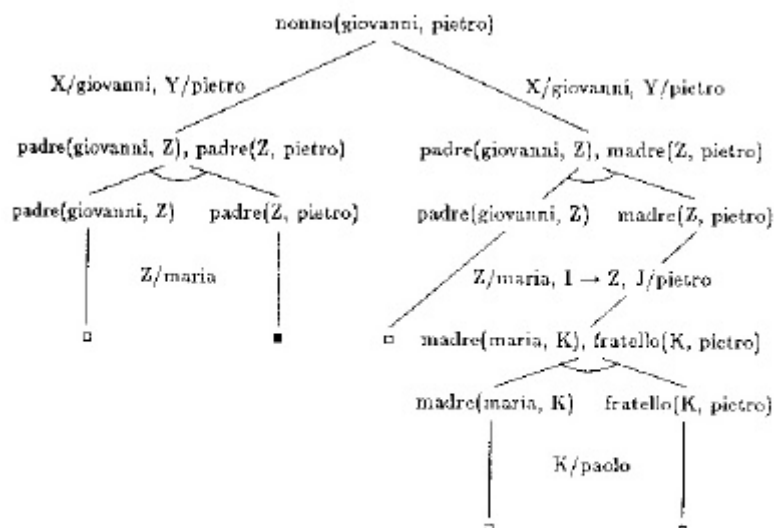 nonno(giovanni, pietro)
X/giovanni, Y/pietro X/giovanni, Y/pietro
padre(giovanni, Z), padre(Z, pietro) padre(giovanni, Z), madre(Z, pietro)
padre(giovanni, Z) padre(Z, pietro) padre(giovanni, Z) madre(Z, pietro)
Z/maria Z/maria, I → Z, J/pietro
madre(maria, K), fratello(K, pietro)
madre(maria, K) fratello(K, pietro)
K/paolo